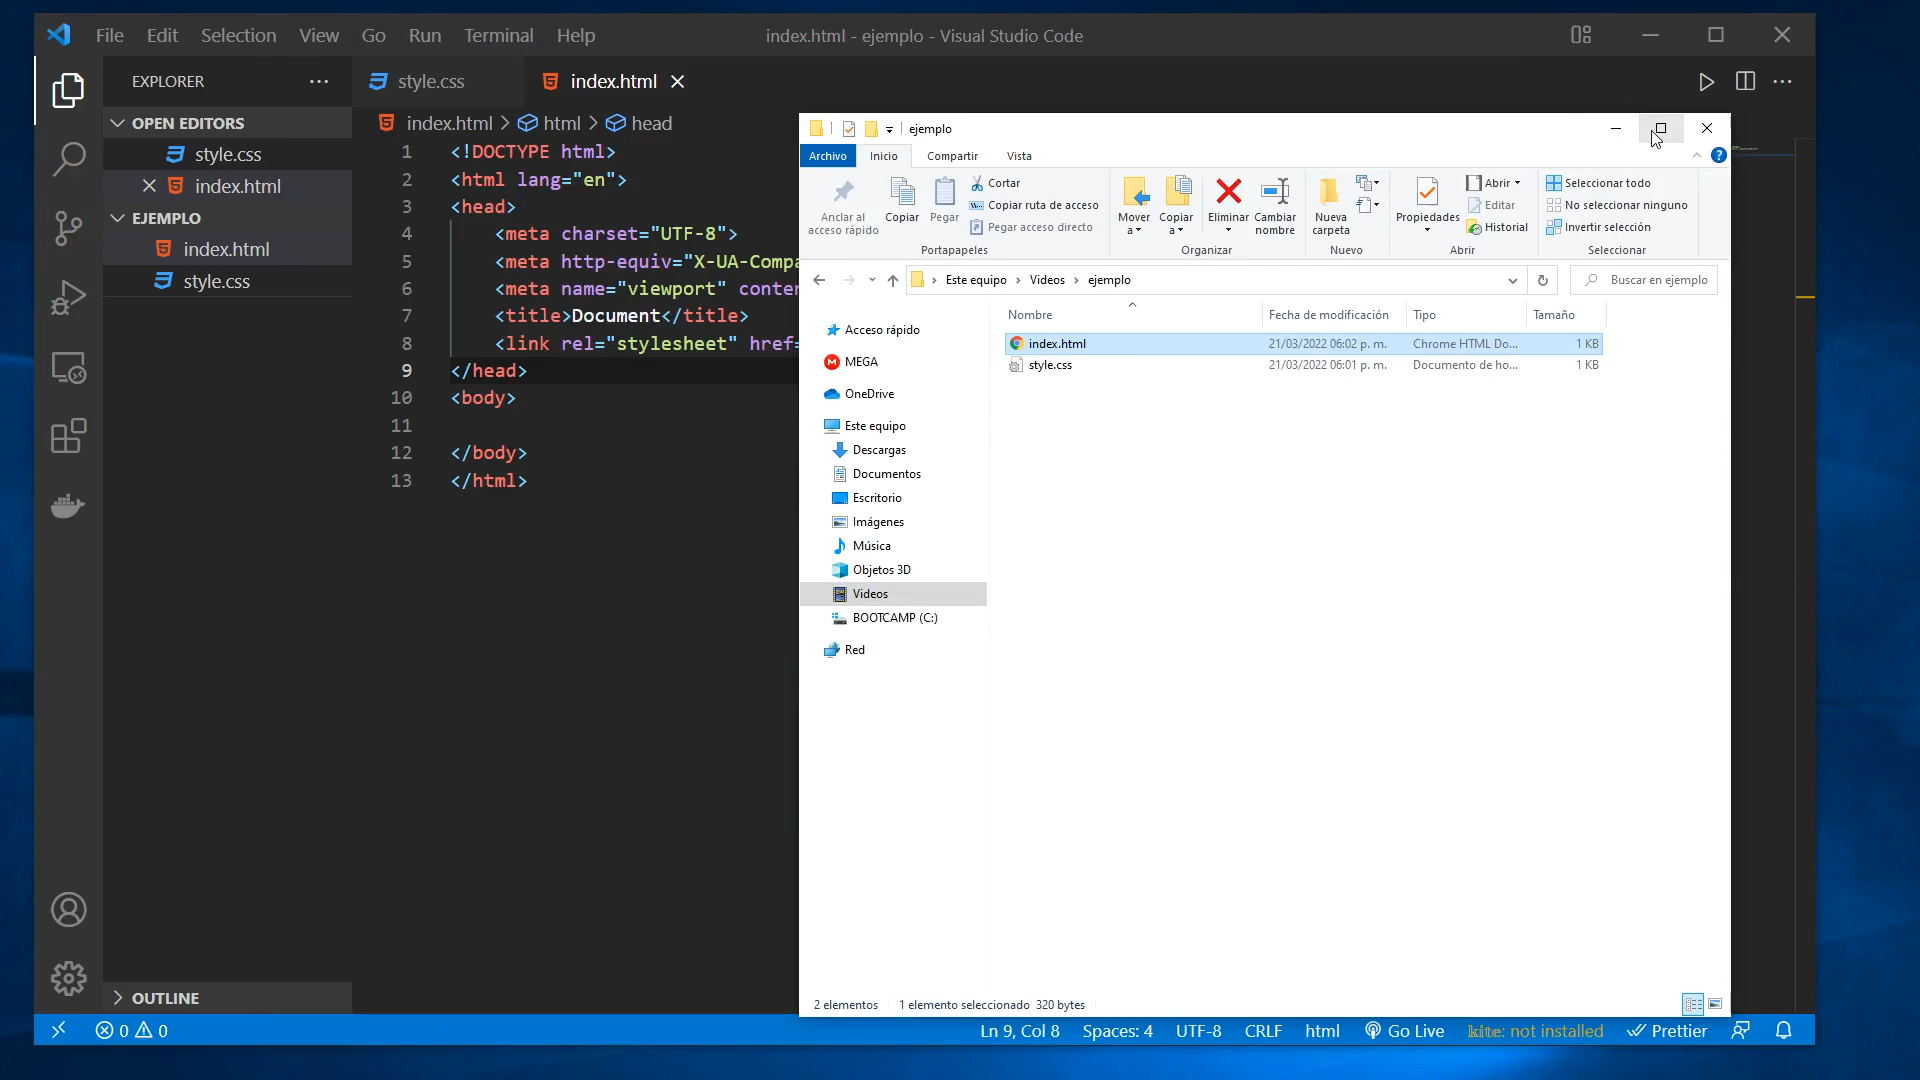 File Edit Selection View Go Run Terminal Help
index.html - ejemplo - Visual Studio Code
EXPLORER
OPEN EDITORS
style.css
index.html
EJEMPLO
index.html
style.css
OUTLINE
style.css
index.html
index.html > html > head
1 <!DOCTYPE html>
2 <html lang="en">
3 <head>
4 <meta charset="UTF-8">
5 <meta http-equiv="X-UA-Compa
6 <meta name="viewport" conter
7 <title>Document</title>
8 <link rel="stylesheet" href=
9 </head>
10 <body>
11
12 </body>
13 </html>
ejemplo
Archivo Inicio Compartir Vista
Anclar al
acceso rápido
Copiar
Pegar
Cortar
Copiar ruta de acceso
Pegar acceso directo
Portapapeles
Mover
a
Copiar
a
Eliminar
Cambiar
nombre
Organizar
Nueva
carpeta
Nuevo
Propiedades
Abrir
Editar
Historial
Abrir
Seleccionar todo
No seleccionar ninguno
Invertir selección
Seleccionar
Este equipo > Videos > ejemplo
Buscar en ejemplo
Acceso rápido
MEGA
OneDrive
Este equipo
Descargas
Documentos
Escritorio
Imágenes
Música
Objetos 3D
Videos
BOOTCAMP (C:)
Red
Nombre Fecha de modificación Tipo Tamaño
index.html 21/03/2022 06:02 p. m. Chrome HTML Do... 1 KB
style.css 21/03/2022 06:01 p. m. Documento de ho... 1 KB
2 elementos 1 elemento seleccionado 320 bytes
0 0
Ln 9, Col 8 Spaces: 4 UTF-8 CRLF html Go Live kite: not installed Prettier